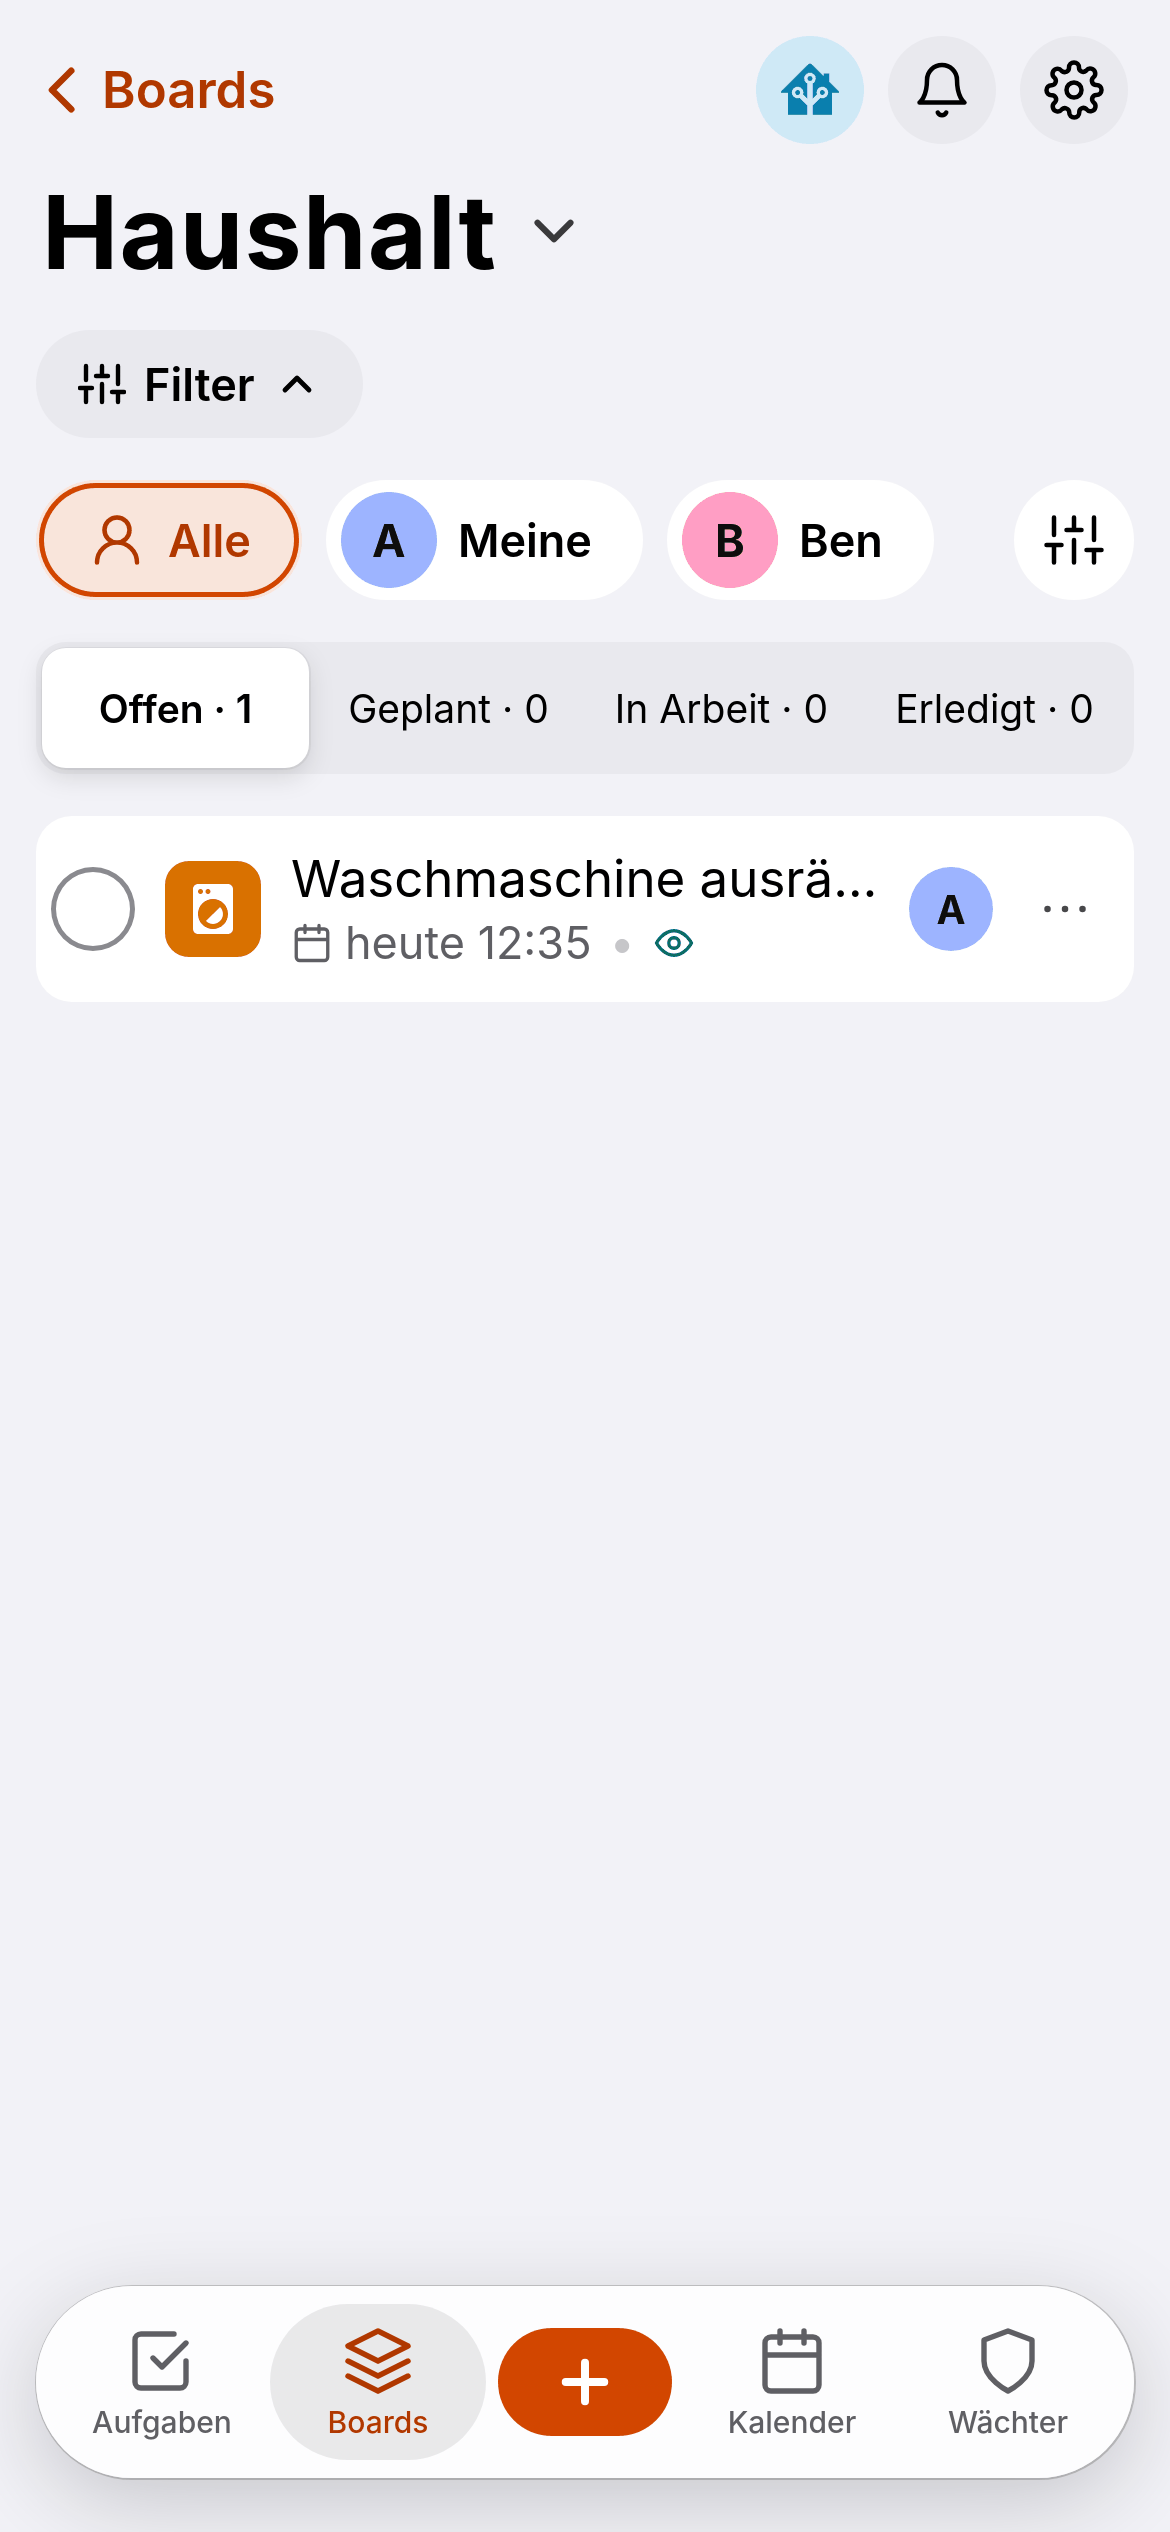 Boards
Haushalt
Filter
Alle
A Meine
B Ben
Offen · 1
Geplant · 0
In Arbeit · 0
Erledigt · 0
Waschmaschine ausrä...
heute 12:35
A
Aufgaben
Boards
Kalender
Wächter